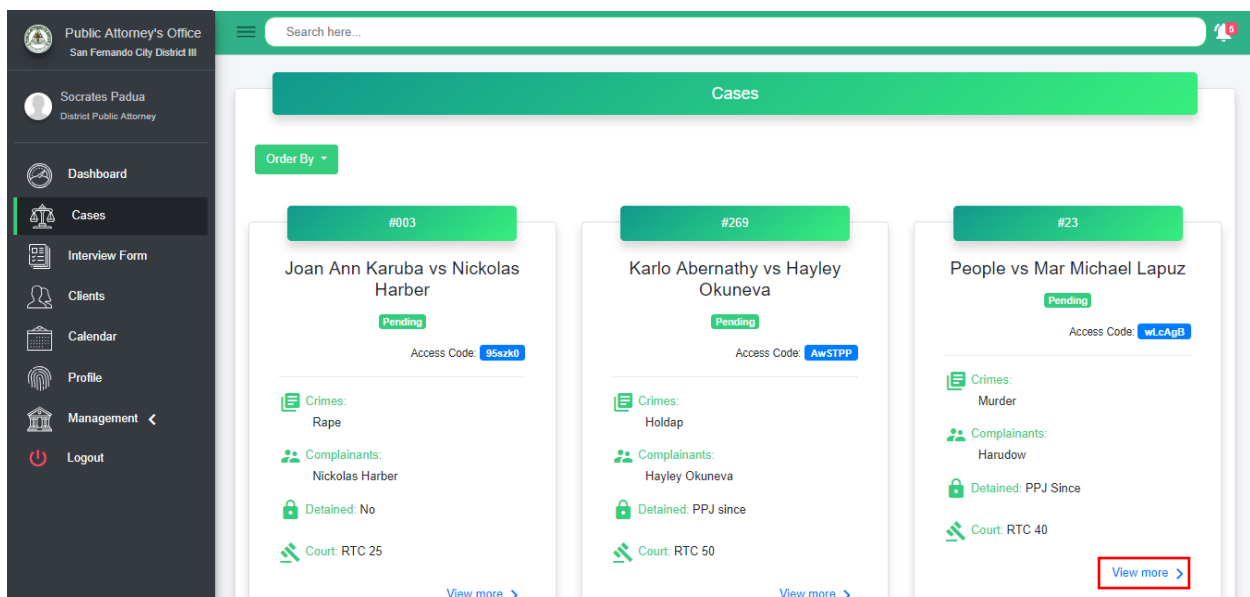 Public Attorney's Office
San Fernando City District III
Search here...
5
Socrates Padua
District Public Attorney
Dashboard
Cases
Interview Form
Clients
Calendar
Profile
Management
Logout
Cases
Order By
#003
Joan Ann Karuba vs Nickolas
Harber
Pending
Access Code: 95szk0
Crimes:
Rape
Complainants:
Nickolas Harber
Detained: No
Court: RTC 25
View more
#269
Karlo Abernathy vs Hayley
Okuneva
Pending
Access Code: AwSTPP
Crimes:
Holdap
Complainants:
Hayley Okuneva
Detained: PPJ since
Court: RTC 50
View more
#23
People vs Mar Michael Lapuz
Pending
Access Code: wLcAgB
Crimes:
Murder
Complainants:
Harudow
Detained: PPJ Since
Court: RTC 40
View more